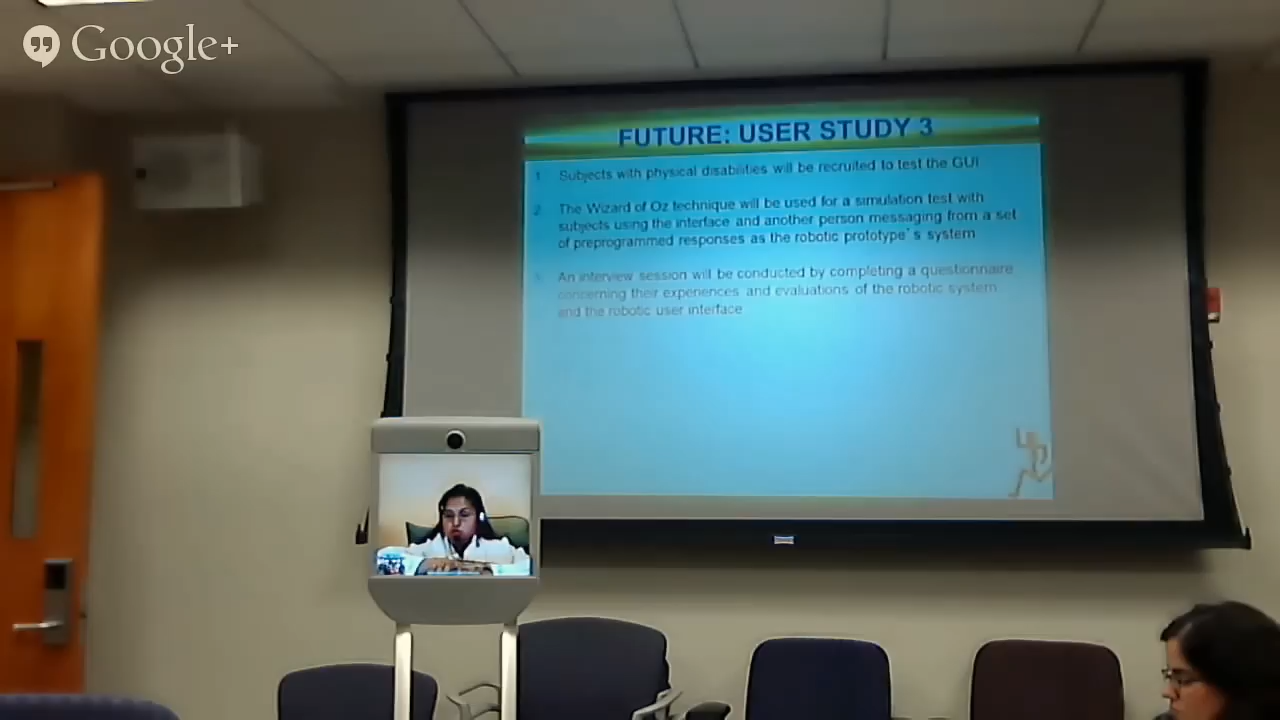 Google+
FUTURE: USER STUDY 3
1. Subjects with physical disabilities will be recruited to test the GUI
2. The Wizard of Oz technique will be used for a simulation test with
subjects using the interface and another person messaging from a set
of preprogrammed responses as the robotic prototype's system
3. An interview session will be conducted by completing a questionnaire
concerning their experiences and evaluations of the robotic system
and the robotic user interface